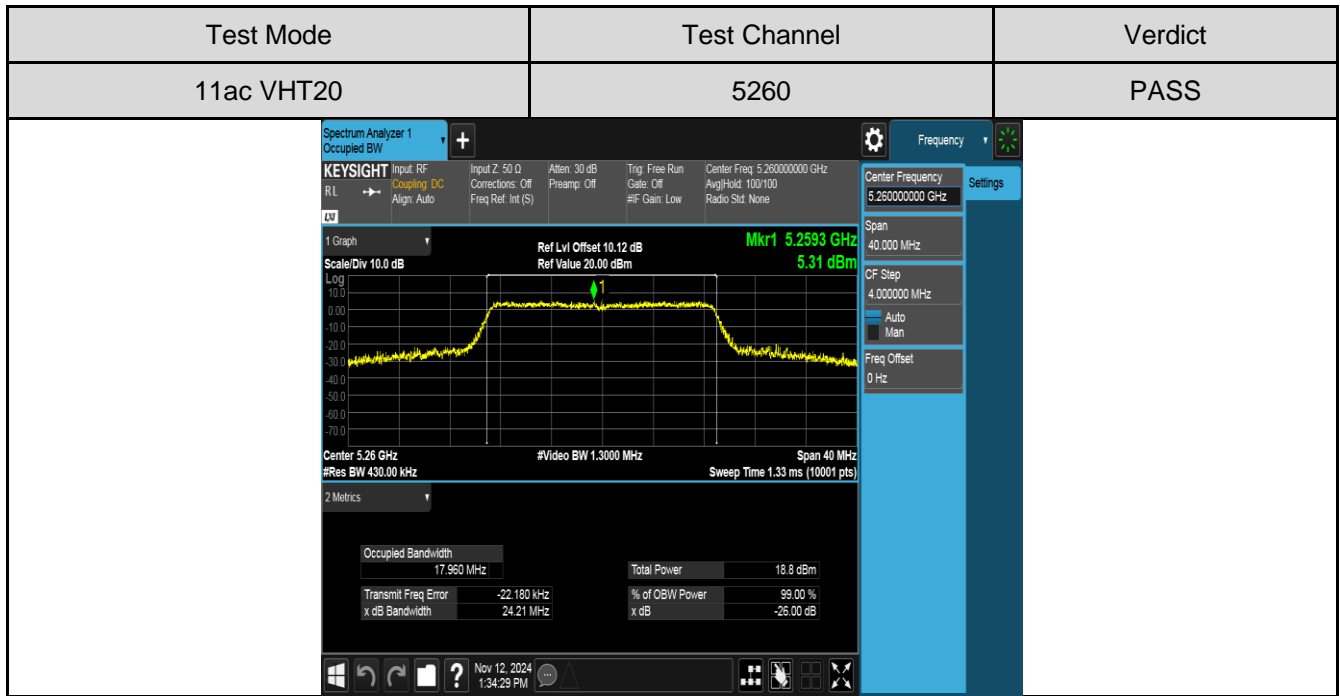 Test Mode Test Channel Verdict
11ac VHT20 5260 PASS
Spectrum Analyzer 1
Occupied BW
+
Frequency
KEYSIGHT Input: RF Input Z: 50 Ω Atten: 30 dB Trig: Free Run Center Freq: 5.260000000 GHz
RL Coupling: DC Corrections: Off Preamp: Off Gate: Off Avg|Hold: 100/100
Align: Auto Freq Ref: Int (S) #IF Gain: Low Radio Std: None
LXI
Center Frequency
5.260000000 GHz
Settings
Span
40.000 MHz
CF Step
4.000000 MHz
Auto
Man
Freq Offset
0 Hz
1 Graph
Ref Lvl Offset 10.12 dB Mkr1 5.2593 GHz
Scale/Div 10.0 dB Ref Value 20.00 dBm 5.31 dBm
Log
1
10.0
0.00
-10.0
-20.0
-30.0
-40.0
-50.0
-60.0
-70.0
Center 5.26 GHz #Video BW 1.3000 MHz Span 40 MHz
#Res BW 430.00 kHz Sweep Time 1.33 ms (10001 pts)
2 Metrics
Occupied Bandwidth
17.960 MHz Total Power 18.8 dBm
Transmit Freq Error -22.180 kHz % of OBW Power 99.00 %
x dB Bandwidth 24.21 MHz x dB -26.00 dB
? Nov 12, 2024
1:34:29 PM